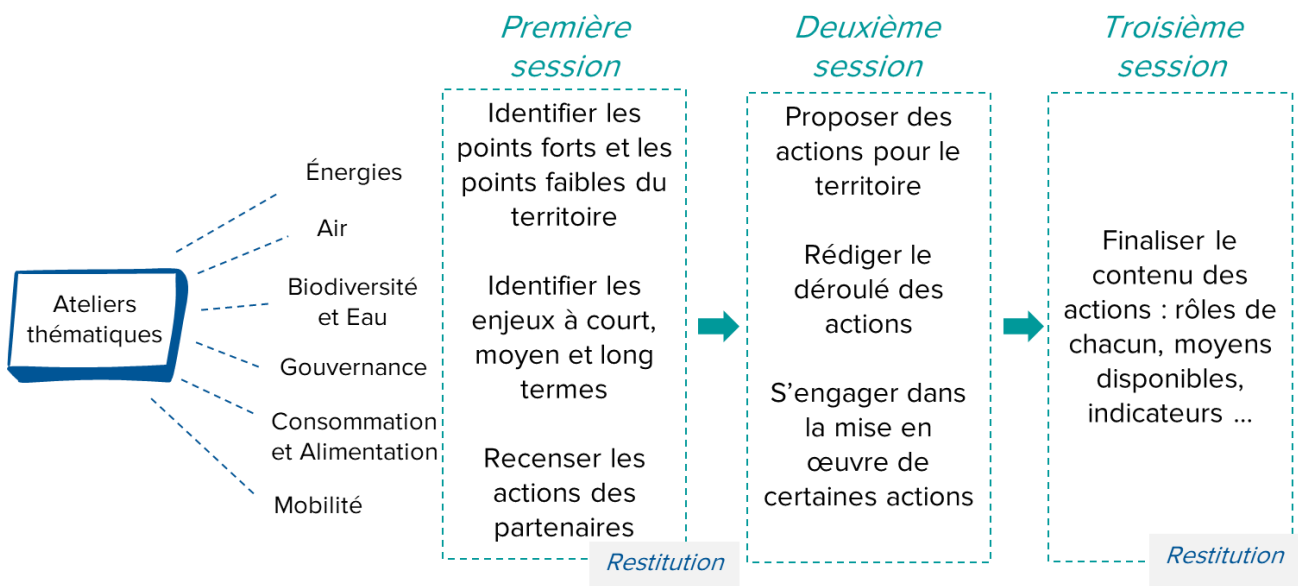 Ateliers
thématiques
Énergies
Air
Biodiversité
et Eau
Gouvernance
Consommation
et Alimentation
Mobilité
Première
session
Identifier les
points forts et les
points faibles du
territoire
Identifier les
enjeux à court,
moyen et long
termes
Recenser les
actions des
partenaires
Restitution
Deuxième
session
Proposer des
actions pour le
territoire
Rédiger le
déroulé des
actions
S’engager dans
la mise en
œuvre de
certaines actions
Troisième
session
Finaliser le
contenu des
actions : rôles de
chacun, moyens
disponibles,
indicateurs ...
Restitution